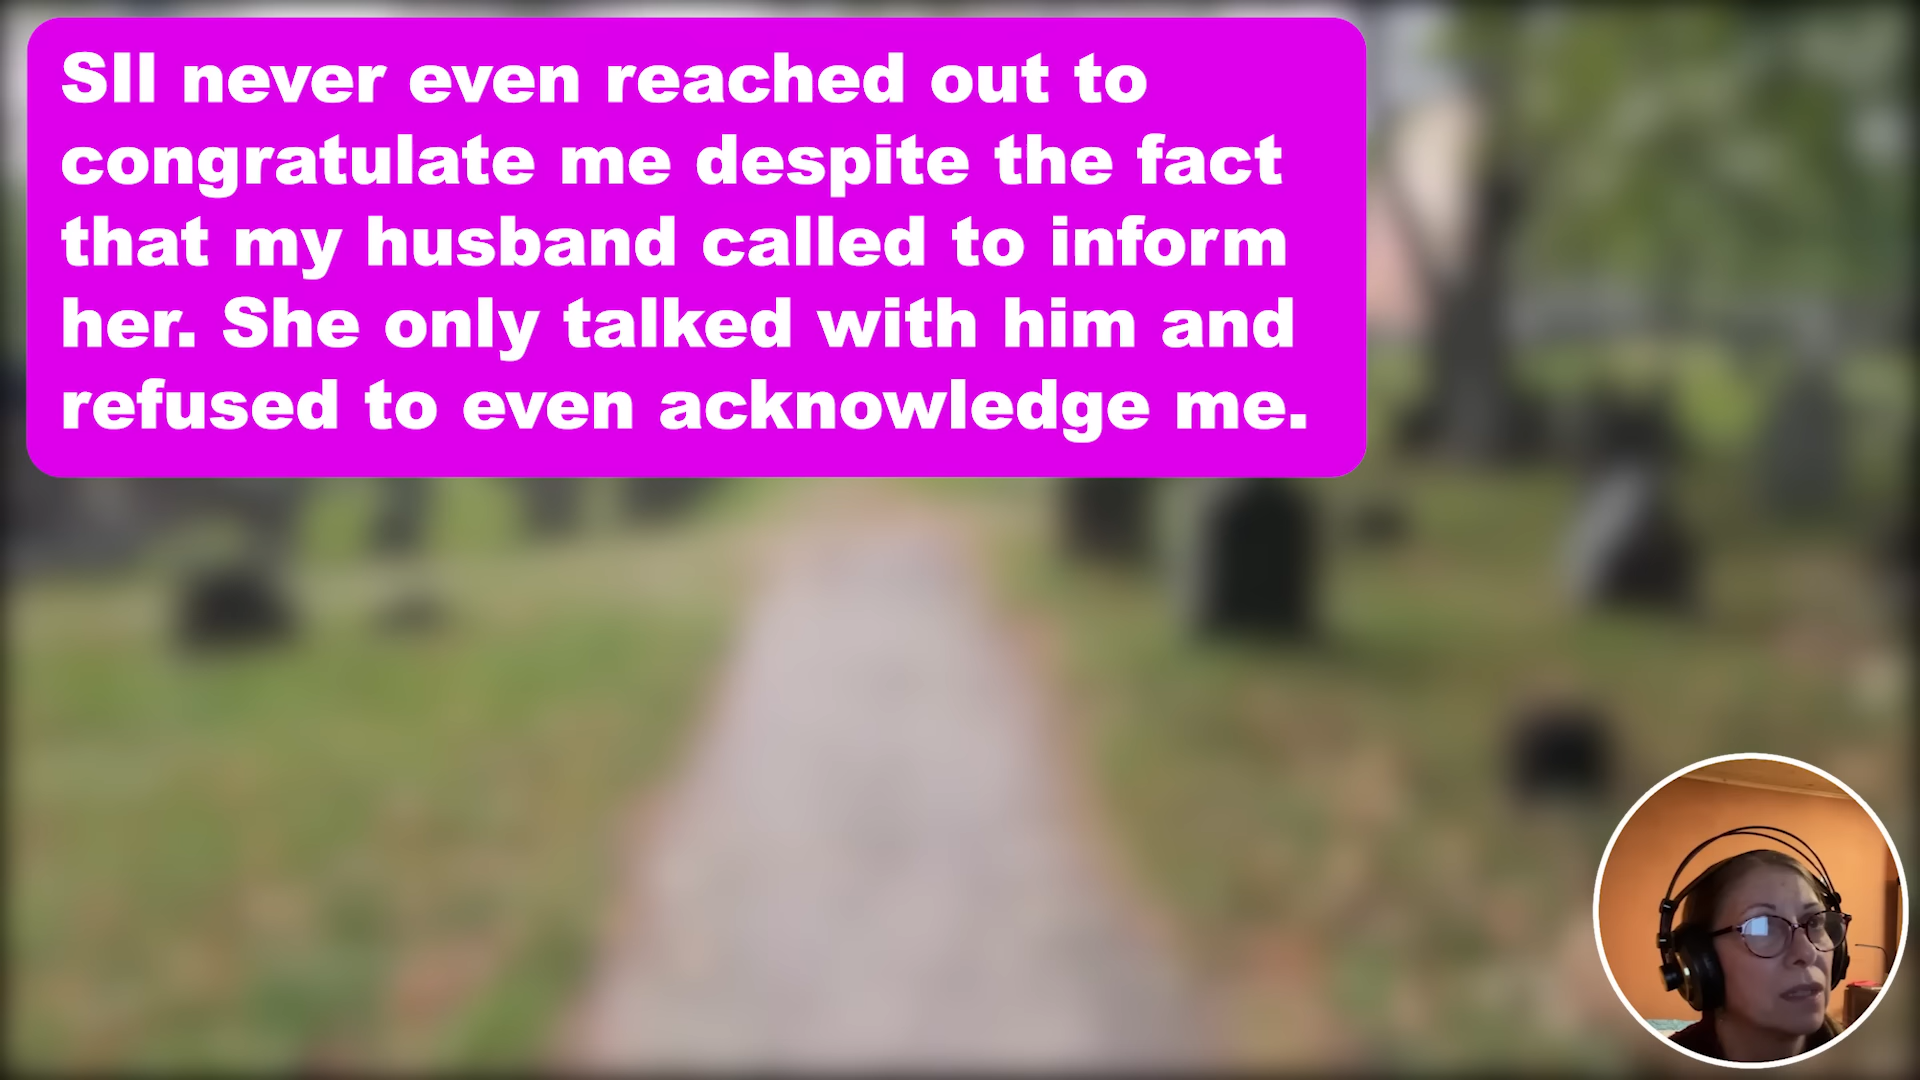 SIl never even reached out to
congratulate me despite the fact
that my husband called to inform
her. She only talked with him and
refused to even acknowledge me.